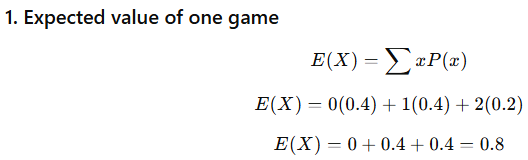 1. Expected value of one game
E(X) = ∑ xP(x)
E(X) = 0(0.4) + 1(0.4) + 2(0.2)
E(X) = 0 + 0.4 + 0.4 = 0.8